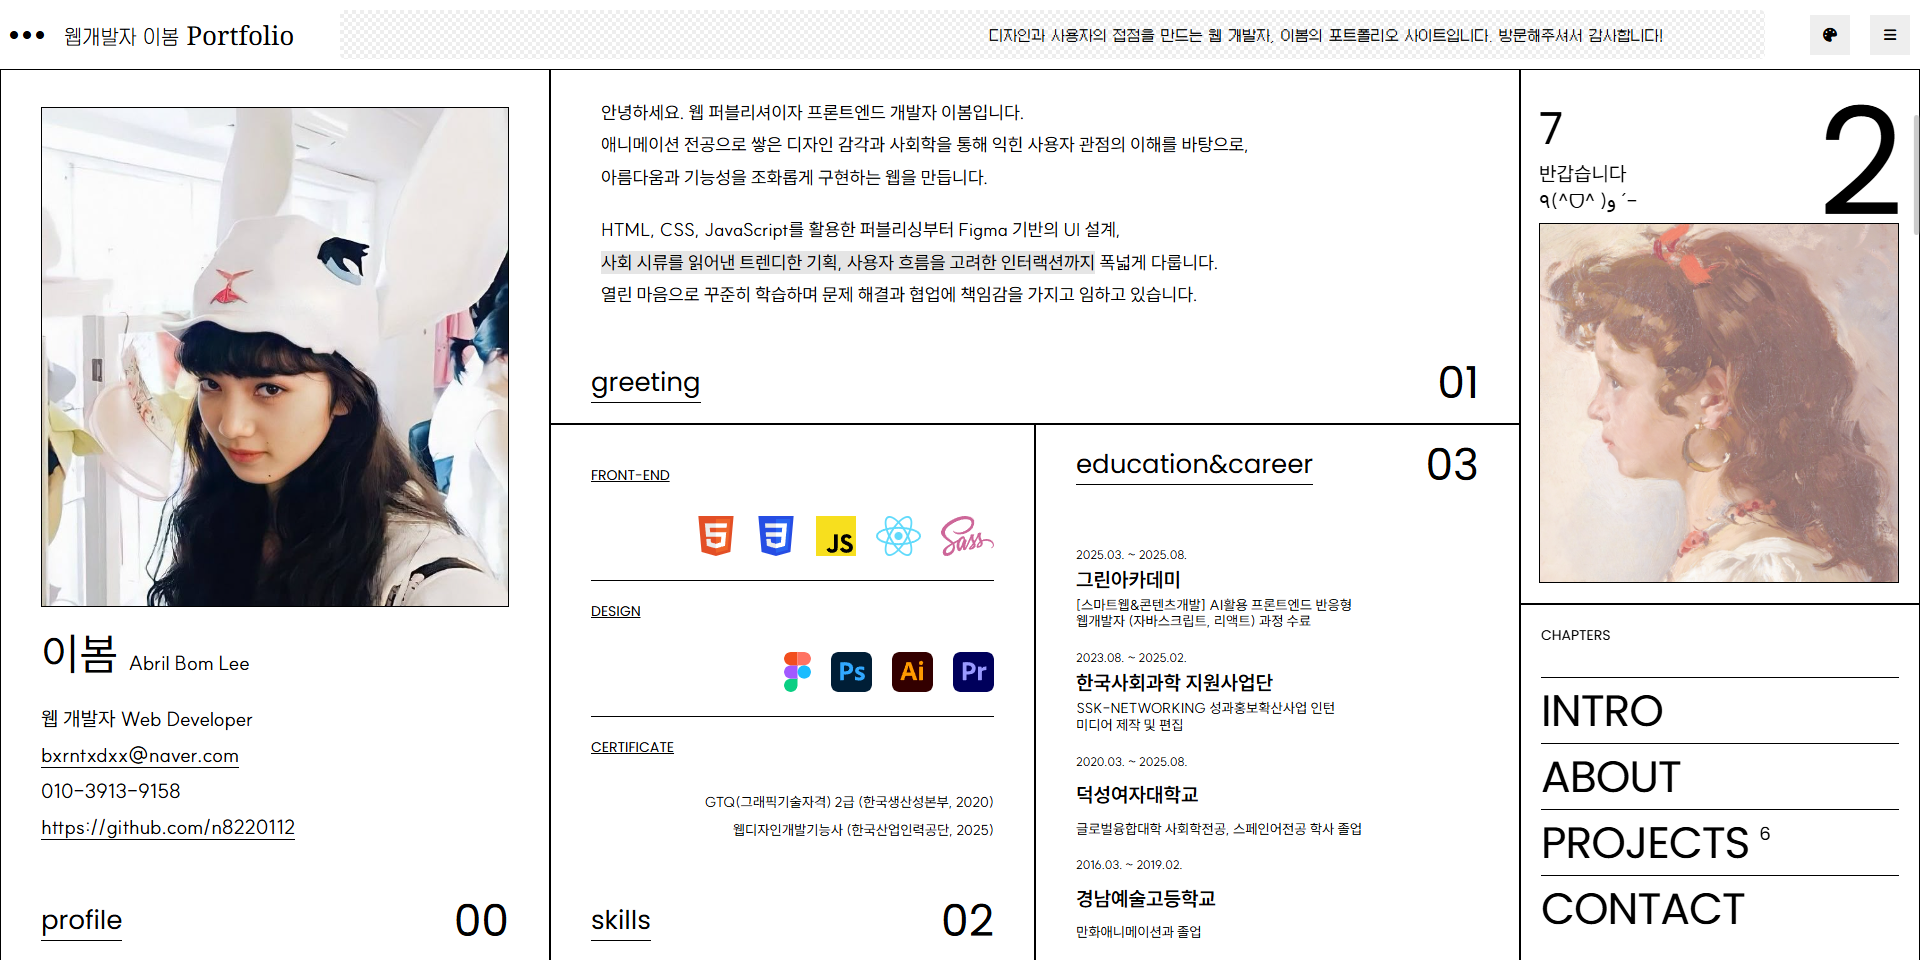 웹개발자 이봄 Portfolio
디자인과 사용자의 접점을 만드는 웹 개발자, 이봄의 포트폴리오 사이트입니다. 방문해주셔서 감사합니다!
이봄 Abril Bom Lee
웹 개발자 Web Developer
bxrntxdxx@naver.com
010-3913-9158
https://github.com/n8220112
profile 00
안녕하세요. 웹 퍼블리셔이자 프론트엔드 개발자 이봄입니다.
애니메이션 전공으로 쌓은 디자인 감각과 사회학을 통해 익힌 사용자 관점의 이해를 바탕으로,
아름다움과 기능성을 조화롭게 구현하는 웹을 만듭니다.
HTML, CSS, JavaScript를 활용한 퍼블리싱부터 Figma 기반의 UI 설계,
사회 시류를 읽어낸 트렌디한 기획, 사용자 흐름을 고려한 인터랙션까지 폭넓게 다룹니다.
열린 마음으로 꾸준히 학습하며 문제 해결과 협업에 책임감을 가지고 임하고 있습니다.
greeting 01
FRONT-END
5 3 JS Sass
DESIGN
Ps Ai Pr
CERTIFICATE
GTQ(그래픽기술자격) 2급 (한국생산성본부, 2020)
웹디자인개발기능사 (한국산업인력공단, 2025)
skills 02
education&career 03
2025.03. ~ 2025.08.
그린아카데미
[스마트웹&콘텐츠개발] AI활용 프론트엔드 반응형
웹개발자 (자바스크립트, 리액트) 과정 수료
2023.08. ~ 2025.02.
한국사회과학 지원사업단
SSK-NETWORKING 성과홍보확산사업 인턴
미디어 제작 및 편집
2020.03. ~ 2025.08.
덕성여자대학교
글로벌융합대학 사회학전공, 스페인어전공 학사 졸업
2016.03. ~ 2019.02.
경남예술고등학교
만화애니메이션과 졸업
7
2
반갑습니다
٩(^ᗜ^ )و ´-
CHAPTERS
INTRO
ABOUT
PROJECTS 6
CONTACT